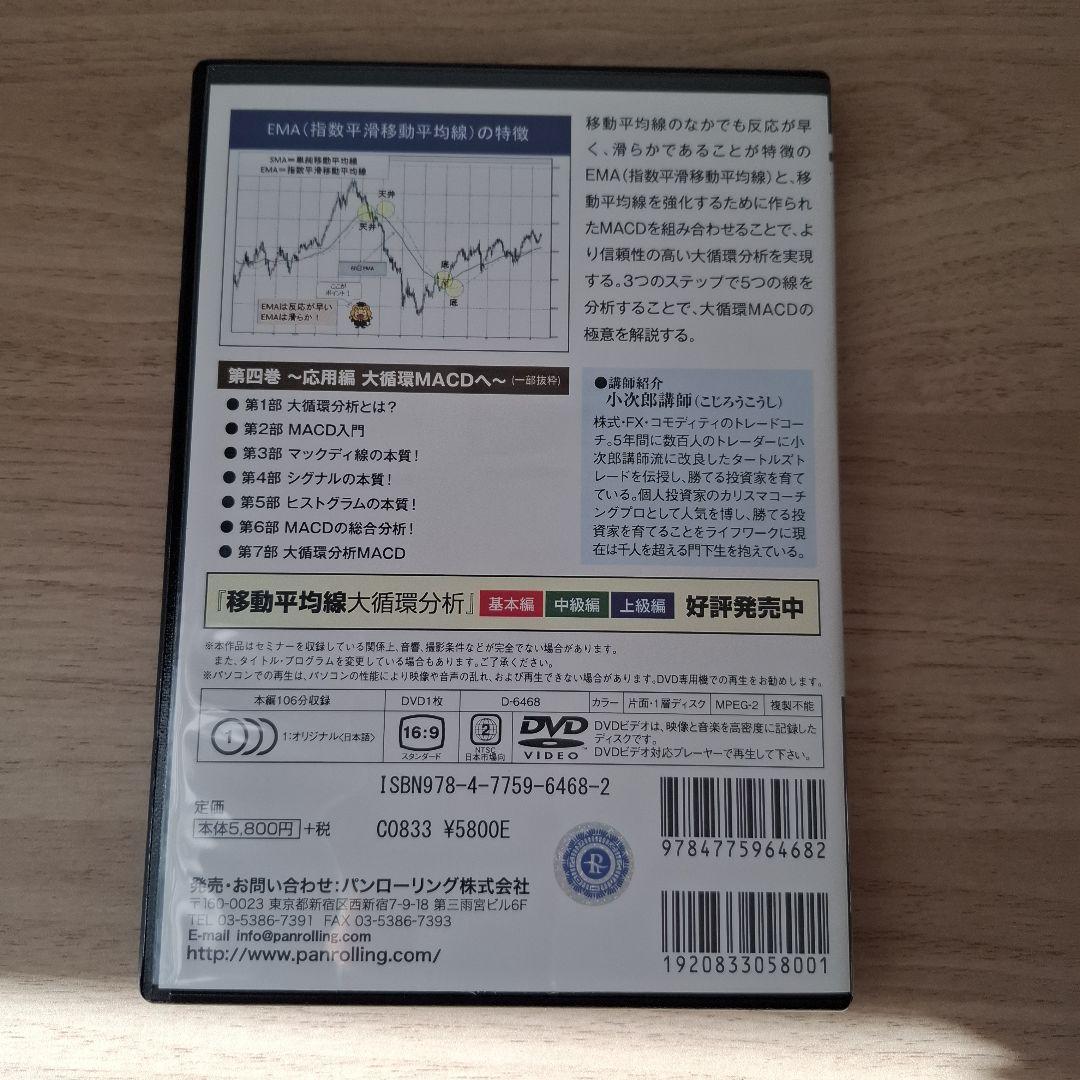 EMA(指数平滑移動平均線)の特徴
SMA=単純移動平均線
EMA=指数平滑移動平均線
天井
天井
60日EMA
底
底
ここが
ポイント!
EMAは反応が早い
EMAは滑らか!
移動平均線のなかでも反応が早
く、滑らかであることが特徴の
EMA(指数平滑移動平均線)と、移
動平均線を強化するために作られ
たMACDを組み合わせることで、よ
り信頼性の高い大循環分析を実現
する。3つのステップで5つの線を
分析することで、大循環MACDの
極意を解説する。
第四巻 ～応用編 大循環MACDへ～(一部抜粋)
● 第1部 大循環分析とは?
● 第2部 MACD入門
● 第3部 マックディ線の本質!
● 第4部 シグナルの本質!
● 第5部 ヒストグラムの本質!
● 第6部 MACDの総合分析!
● 第7部 大循環分析MACD
●講師紹介
小次郎講師(こじろうこうし)
株式・FX・コモディティのトレードコー
チ。5年間に数百人のトレーダーに小
次郎講師流に改良したタートルズト
レードを伝授し、勝てる投資家を育て
ている。個人投資家のカリスマコーチ
ングプロとして人気を博し、勝てる投
資家を育てることをライフワークに現
在は千人を超える門下生を抱えている。
『移動平均線大循環分析』 基本編 中級編 上級編 好評発売中
※本作品はセミナーを収録している関係上、音響、撮影条件などが完全でない場合があります。
また、タイトル・プログラムを変更している場合もあります。ご了承ください。
※パソコンでの再生は、パソコンの性能により映像や音声の乱れ、および再生できない場合があります。DVD専用機での再生をお勧めします。
本編106分収録 DVD1枚 D-6468 カラー 片面・1層ディスク MPEG-2 複製不能
1 1:オリジナル<日本語> 16:9 スタンダード 2 NTSC 日本市場向 DVD VIDEO
DVDビデオは、映像と音楽を高密度に記録した
ディスクです。
DVDビデオ対応プレーヤーで再生して下さい。
ISBN978-4-7759-6468-2
定価
本体5,800円+税
C0833 ¥5800E
9784775964682
発売・お問い合わせ:パンローリング株式会社
〒160-0023 東京都新宿区西新宿7-9-18 第三雨宮ビル6F
TEL 03-5386-7391 FAX 03-5386-7393
E-mail info@panrolling.com
http://www.panrolling.com/
1920833058001